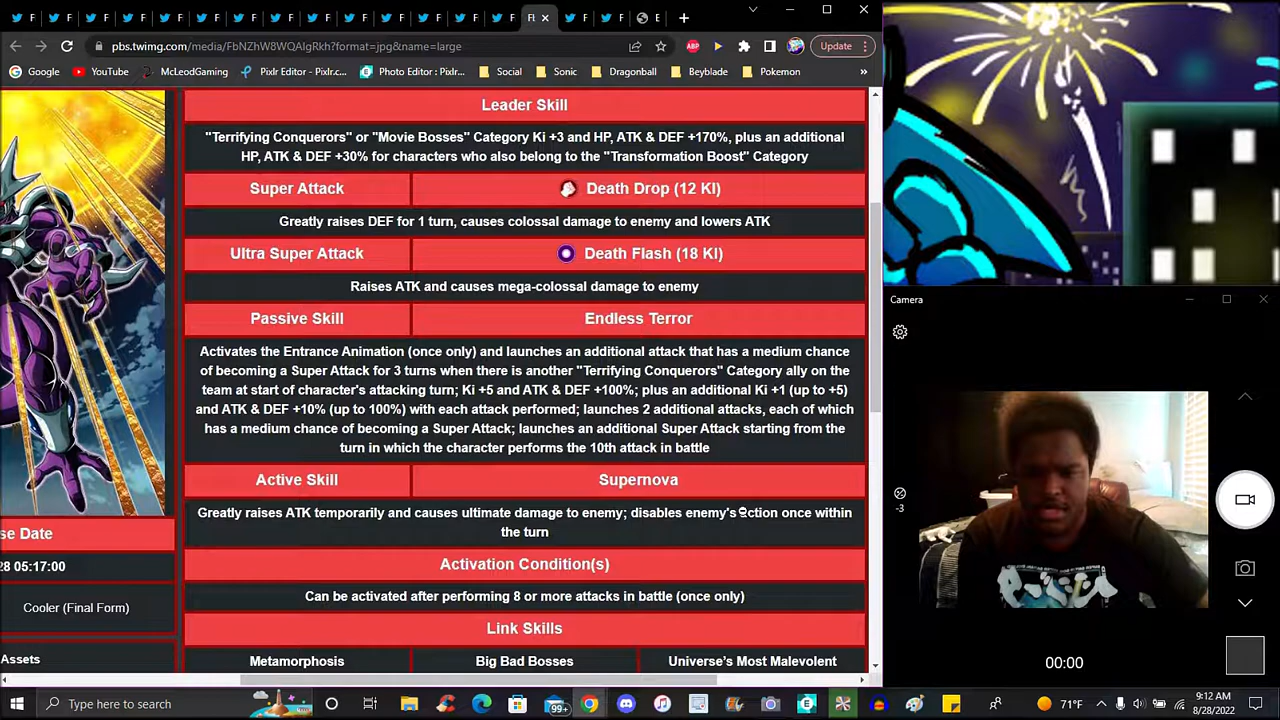 F
F
F
F
F
F
F
F
F
F
F
F
F
F
Fl
F
F
E
pbs.twimg.com/media/FbNZhW8WQAIgRkh?format=jpg&name=large
ABP
Update
Google
YouTube
McLeodGaming
Pixlr Editor - Pixlr.c...
Photo Editor : Pixlr...
Social
Sonic
Dragonball
Beyblade
Pokemon
»
Leader Skill
"Terrifying Conquerors" or "Movie Bosses" Category Ki +3 and HP, ATK & DEF +170%, plus an additional
HP, ATK & DEF +30% for characters who also belong to the "Transformation Boost" Category
Super Attack
Death Drop (12 KI)
Greatly raises DEF for 1 turn, causes colossal damage to enemy and lowers ATK
Ultra Super Attack
Death Flash (18 KI)
Raises ATK and causes mega-colossal damage to enemy
Passive Skill
Endless Terror
Activates the Entrance Animation (once only) and launches an additional attack that has a medium chance
of becoming a Super Attack for 3 turns when there is another "Terrifying Conquerors" Category ally on the
team at start of character's attacking turn; Ki +5 and ATK & DEF +100%; plus an additional Ki +1 (up to +5)
and ATK & DEF +10% (up to 100%) with each attack performed; launches 2 additional attacks, each of which
has a medium chance of becoming a Super Attack; launches an additional Super Attack starting from the
turn in which the character performs the 10th attack in battle
Active Skill
Supernova
Greatly raises ATK temporarily and causes ultimate damage to enemy; disables enemy's action once within
the turn
Activation Condition(s)
Can be activated after performing 8 or more attacks in battle (once only)
Link Skills
Metamorphosis
Big Bad Bosses
Universe's Most Malevolent
se Date
28 05:17:00
Cooler (Final Form)
Assets
Camera
-3
00:00
Type here to search
99+
71°F
9:12 AM
8/28/2022